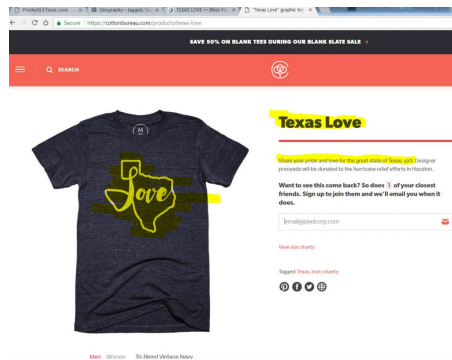 Products | Texas Love
TEXAS LOVE — Bless You
"Texas Love" graphic tee
Secure | https://cottonbureau.com/products/texas-love
SAVE 50% ON BLANK TEES DURING OUR BLANK SLATE SALE →
SEARCH
M
Love
Texas Love
Share your pride and love for the great state of Texas, yall. Designer
proceeds will be donated to the hurricane relief efforts in Houston.
Want to see this come back? So does 1 of your closest
friends. Sign up to join them and we'll email you when it
does.
View size charts
Tagged: Texas, love, charity
Men Women Tri-Blend Vintage Navy